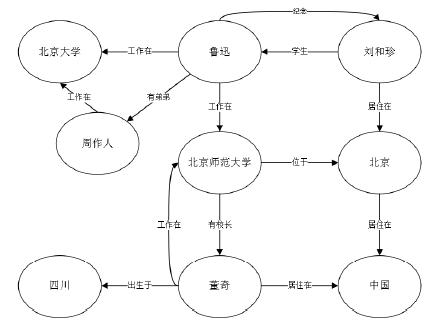 纪念
北京大学
工作在
鲁迅
学生
刘和珍
工作在
有弟弟
工作在
居住在
周作人
北京师范大学
位于
北京
工作在
有校长
居住在
四川
出生于
董奇
居住在
中国